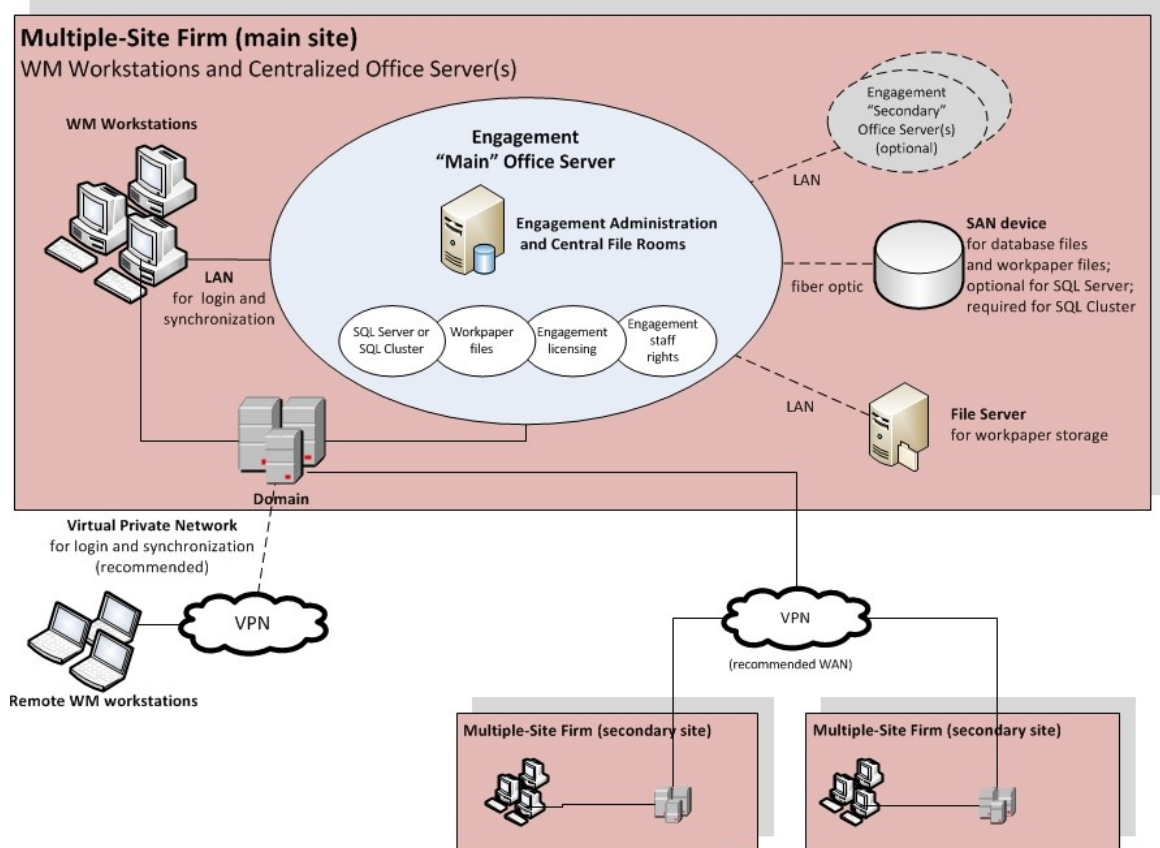 Multiple-Site Firm (main site)
WM Workstations and Centralized Office Server(s)
WM Workstations
Engagement
"Main" Office Server
Engagement Administration
and Central File Rooms
SQL Server or
SQL Cluster
Workpaper
files
Engagement
licensing
Engagement
staff
rights
LAN
for login and
synchronization
Engagement
"Secondary"
Office Server(s)
(optional)
LAN
fiber optic
SAN device
for database files
and workpaper files;
optional for SQL Server;
required for SQL Cluster
LAN
File Server
for workpaper storage
Domain
Virtual Private Network
for login and synchronization
(recommended)
VPN
Remote WM workstations
VPN
(recommended WAN)
Multiple-Site Firm (secondary site)
Multiple-Site Firm (secondary site)